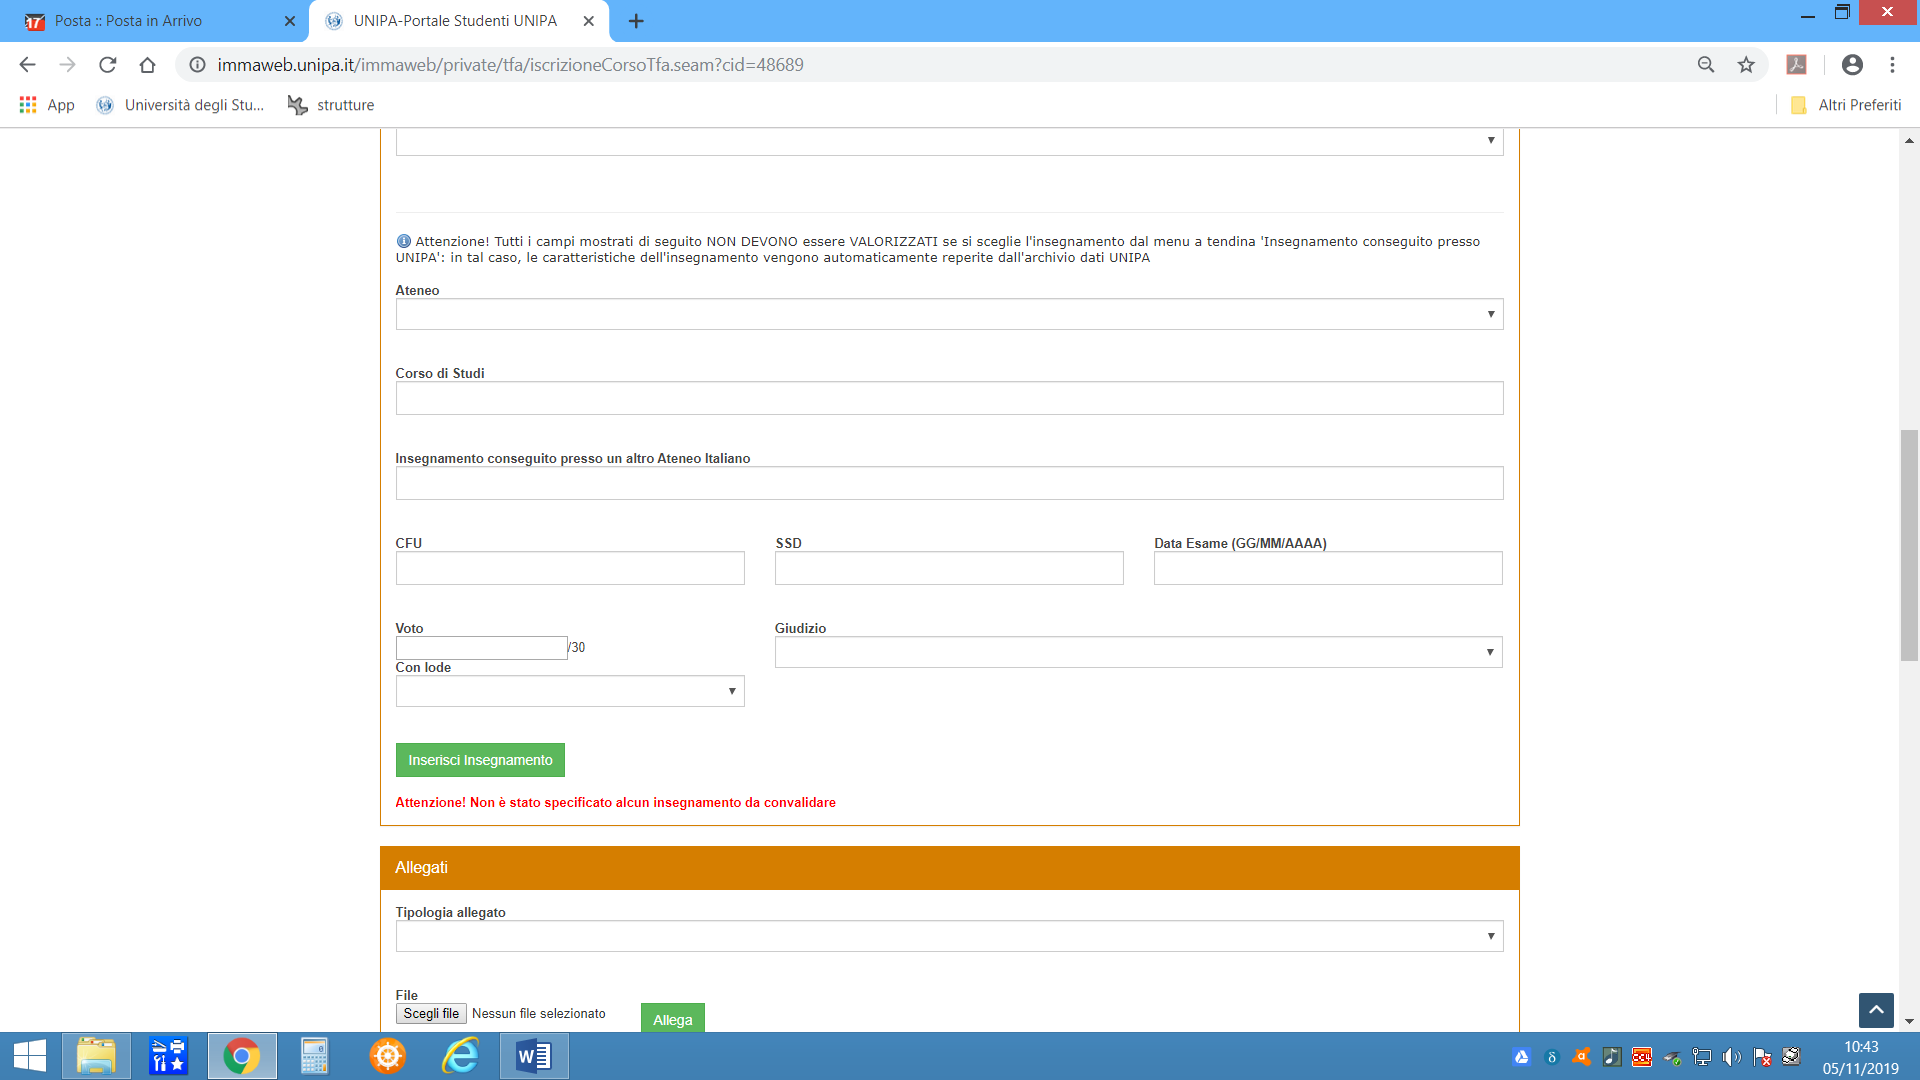 Posta :: Posta in Arrivo
UNIPA-Portale Studenti UNIPA
immaweb.unipa.it/immaweb/private/tfa/iscrizioneCorsoTfa.seam?cid=48689
App
Università degli Stu...
strutture
Altri Preferiti
Attenzione! Tutti i campi mostrati di seguito NON DEVONO essere VALORIZZATI se si sceglie l'insegnamento dal menu a tendina 'Insegnamento conseguito presso
UNIPA': in tal caso, le caratteristiche dell'insegnamento vengono automaticamente reperite dall'archivio dati UNIPA
Ateneo
Corso di Studi
Insegnamento conseguito presso un altro Ateneo Italiano
CFU
SSD
Data Esame (GG/MM/AAAA)
Voto
Giudizio
/30
Con lode
Inserisci Insegnamento
Attenzione! Non è stato specificato alcun insegnamento da convalidare
Allegati
Tipologia allegato
File
Scegli file
Nessun file selezionato
Allega
10:43
05/11/2019